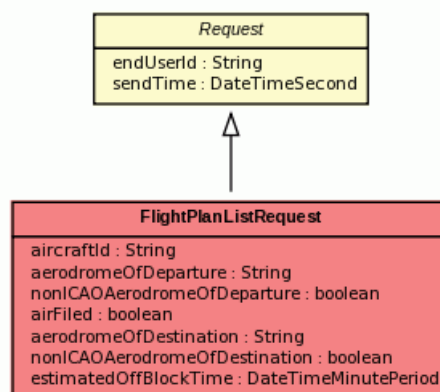 Request
endUserId : String
sendTime : DateTimeSecond
FlightPlanListRequest
aircraftId : String
aerodromeOfDeparture : String
nonICAOAerodromeOfDeparture : boolean
airFiled : boolean
aerodromeOfDestination : String
nonICAOAerodromeOfDestination : boolean
estimatedOffBlockTime : DateTimeMinutePeriod